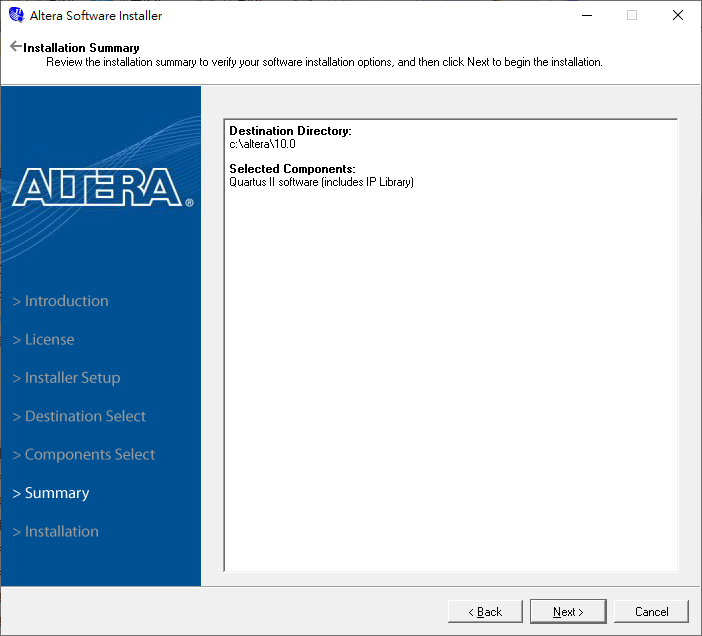 Altera Software Installer
Installation Summary
Review the installation summary to verify your software installation options, and then click Next to begin the installation.
ALTERA®
> Introduction
> License
> Installer Setup
> Destination Select
> Components Select
> Summary
> Installation
Destination Directory:
c:\altera\10.0
Selected Components:
Quartus II software (includes IP Library)
< Back
Next >
Cancel